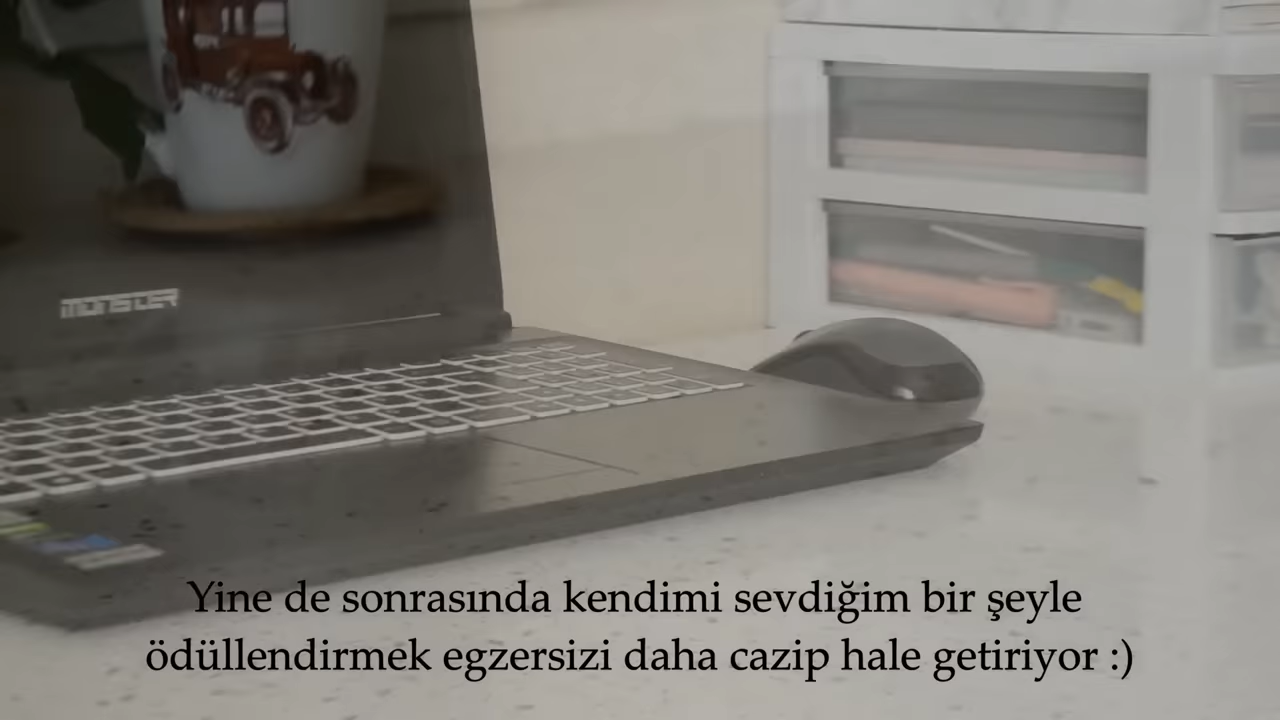 MONSTER
Yine de sonrasında kendimi sevdiğim bir şeyle
ödüllendirmek egzersizi daha cazip hale getiriyor :)